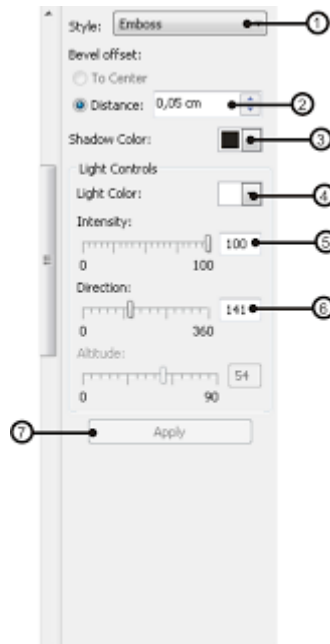 Style: Emboss 1
Bevel offset:
To Center
Distance: 0,05 cm 2
Shadow Color: 3
Light Controls
Light Color: 4
Intensity:
100 5
0 100
Direction:
141 6
0 360
Altitude:
54
0 90
7 Apply